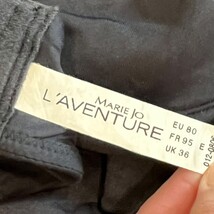 MARIE JO
L'AVENTURE
EU 80
FR 95 E
UK 36